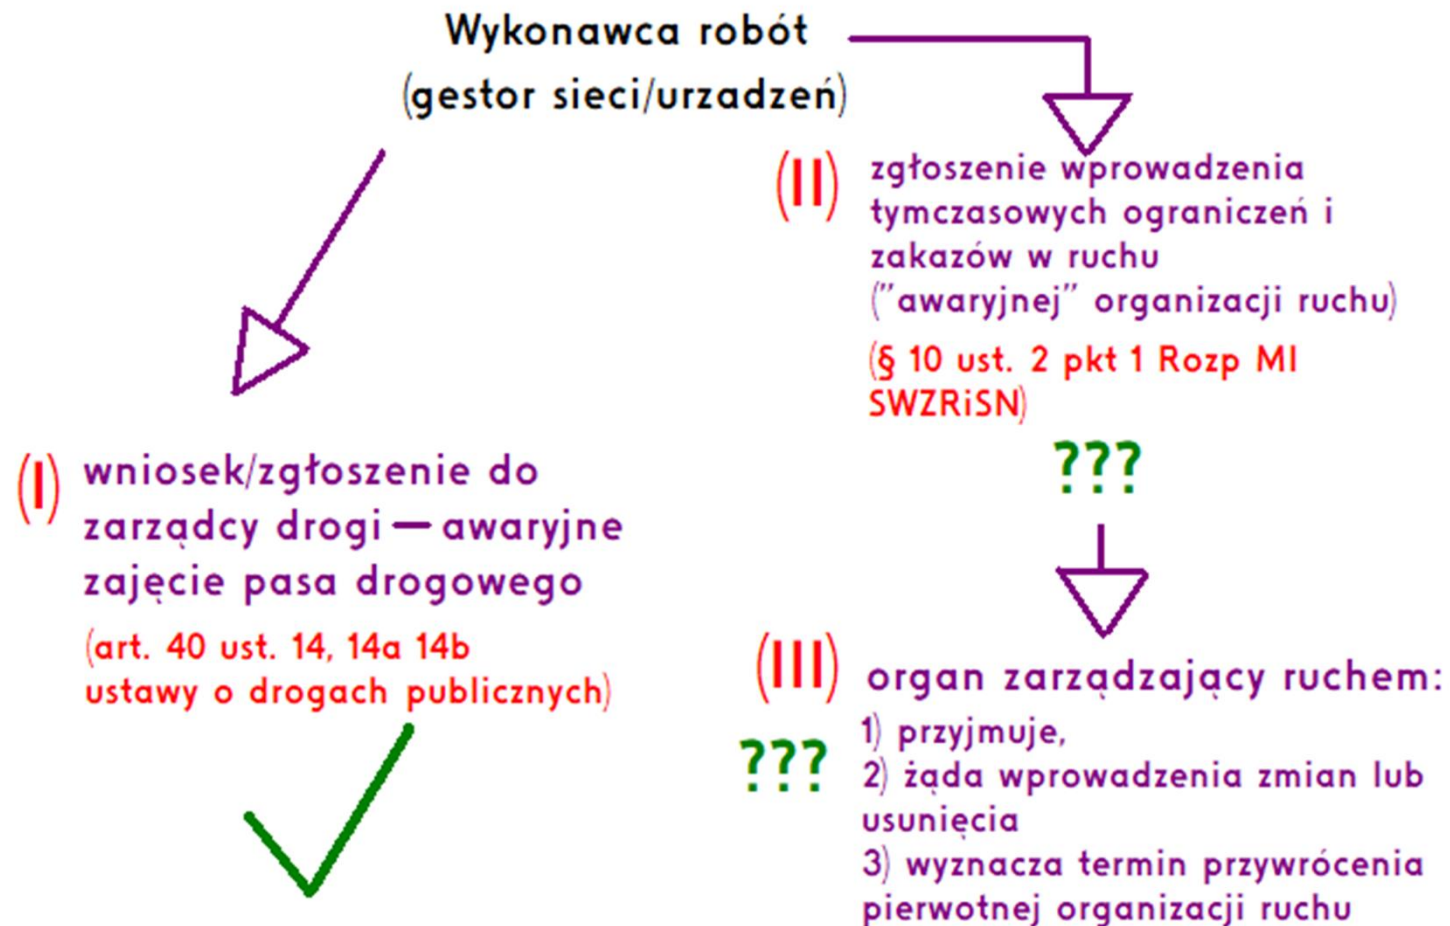 Wykonawca robót
(gestor sieci/urzadzeń)
(I)
wniosek/zgłoszenie do
zarządcy drogi — awaryjne
zajęcie pasa drogowego
(art. 40 ust. 14, 14a 14b
ustawy o drogach publicznych)
(II)
zgłoszenie wprowadzenia
tymczasowych ograniczeń i
zakazów w ruchu
("awaryjnej" organizacji ruchu)
(§ 10 ust. 2 pkt 1 Rozp MI
SWZRiSN)
???
(III)
organ zarządzający ruchem:
???
1) przyjmuje,
2) żąda wprowadzenia zmian lub
usunięcia
3) wyznacza termin przywrócenia
pierwotnej organizacji ruchu